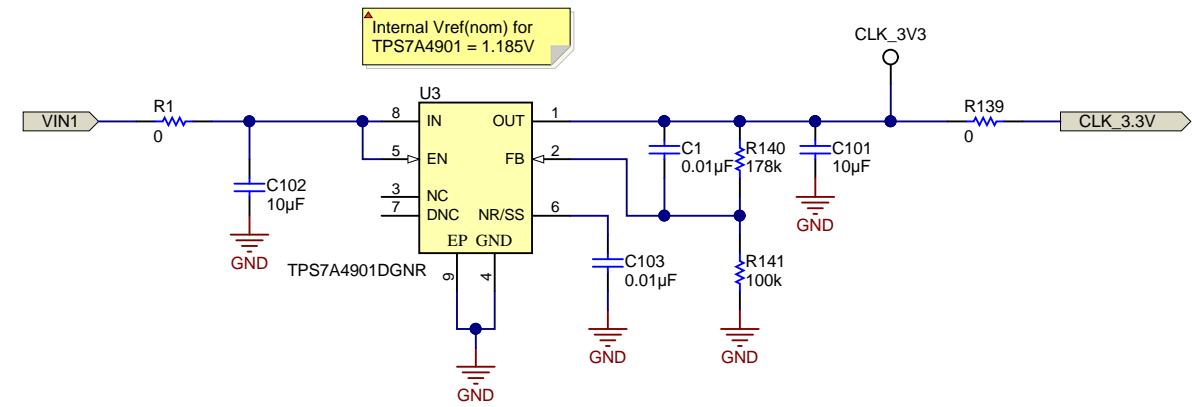 Internal Vref(nom) for
TPS7A4901 = 1.185V
CLK_3V3
U3
VIN1
R1
0
8
IN
OUT
1
R139
0
CLK_3.3V
5
EN
FB
2
C1
0.01µF
R140
178k
C101
10µF
C102
10µF
3
NC
7
DNC
NR/SS
6
GND
EP GND
GND
TPS7A4901DGNR
9
4
C103
0.01µF
R141
100k
GND
GND
GND